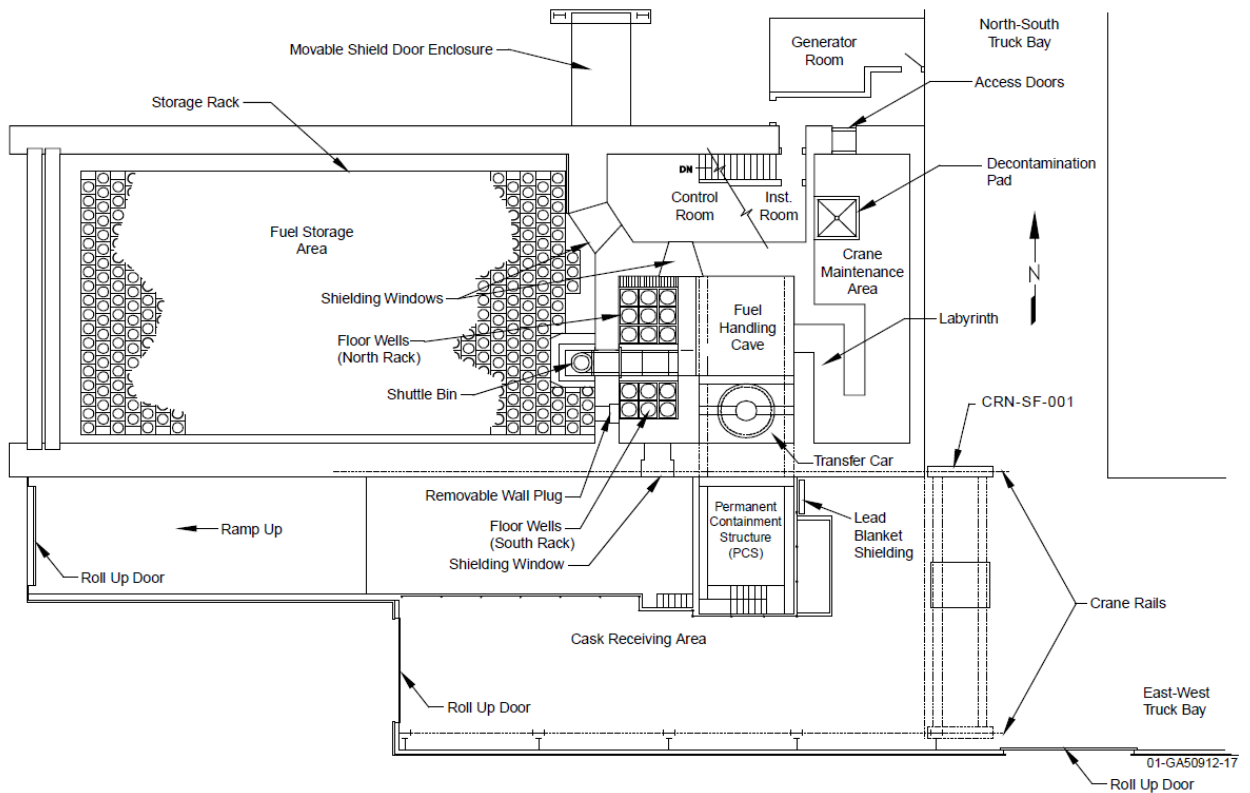 North-South
Truck Bay
Generator
Room
Movable Shield Door Enclosure
Access Doors
Storage Rack
Decontamination
Pad
DN
Control
Room
Inst.
Room
Fuel Storage
Area
Crane
Maintenance
Area
N
Shielding Windows
Fuel
Handling
Cave
Labyrinth
Floor Wells
(North Rack)
Shuttle Bin
CRN-SF-001
Transfer Car
Removable Wall Plug
Permanent
Containment
Structure
(PCS)
Lead
Blanket
Shielding
Ramp Up
Floor Wells
(South Rack)
Shielding Window
Roll Up Door
Crane Rails
Cask Receiving Area
Roll Up Door
East-West
Truck Bay
01-GA50912-17
Roll Up Door